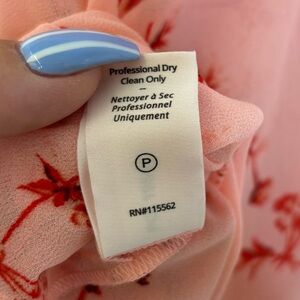 Professional Dry
Clean Only
—
Nettoyer à Sec
Professionnel
Uniquement
P
RN#115562